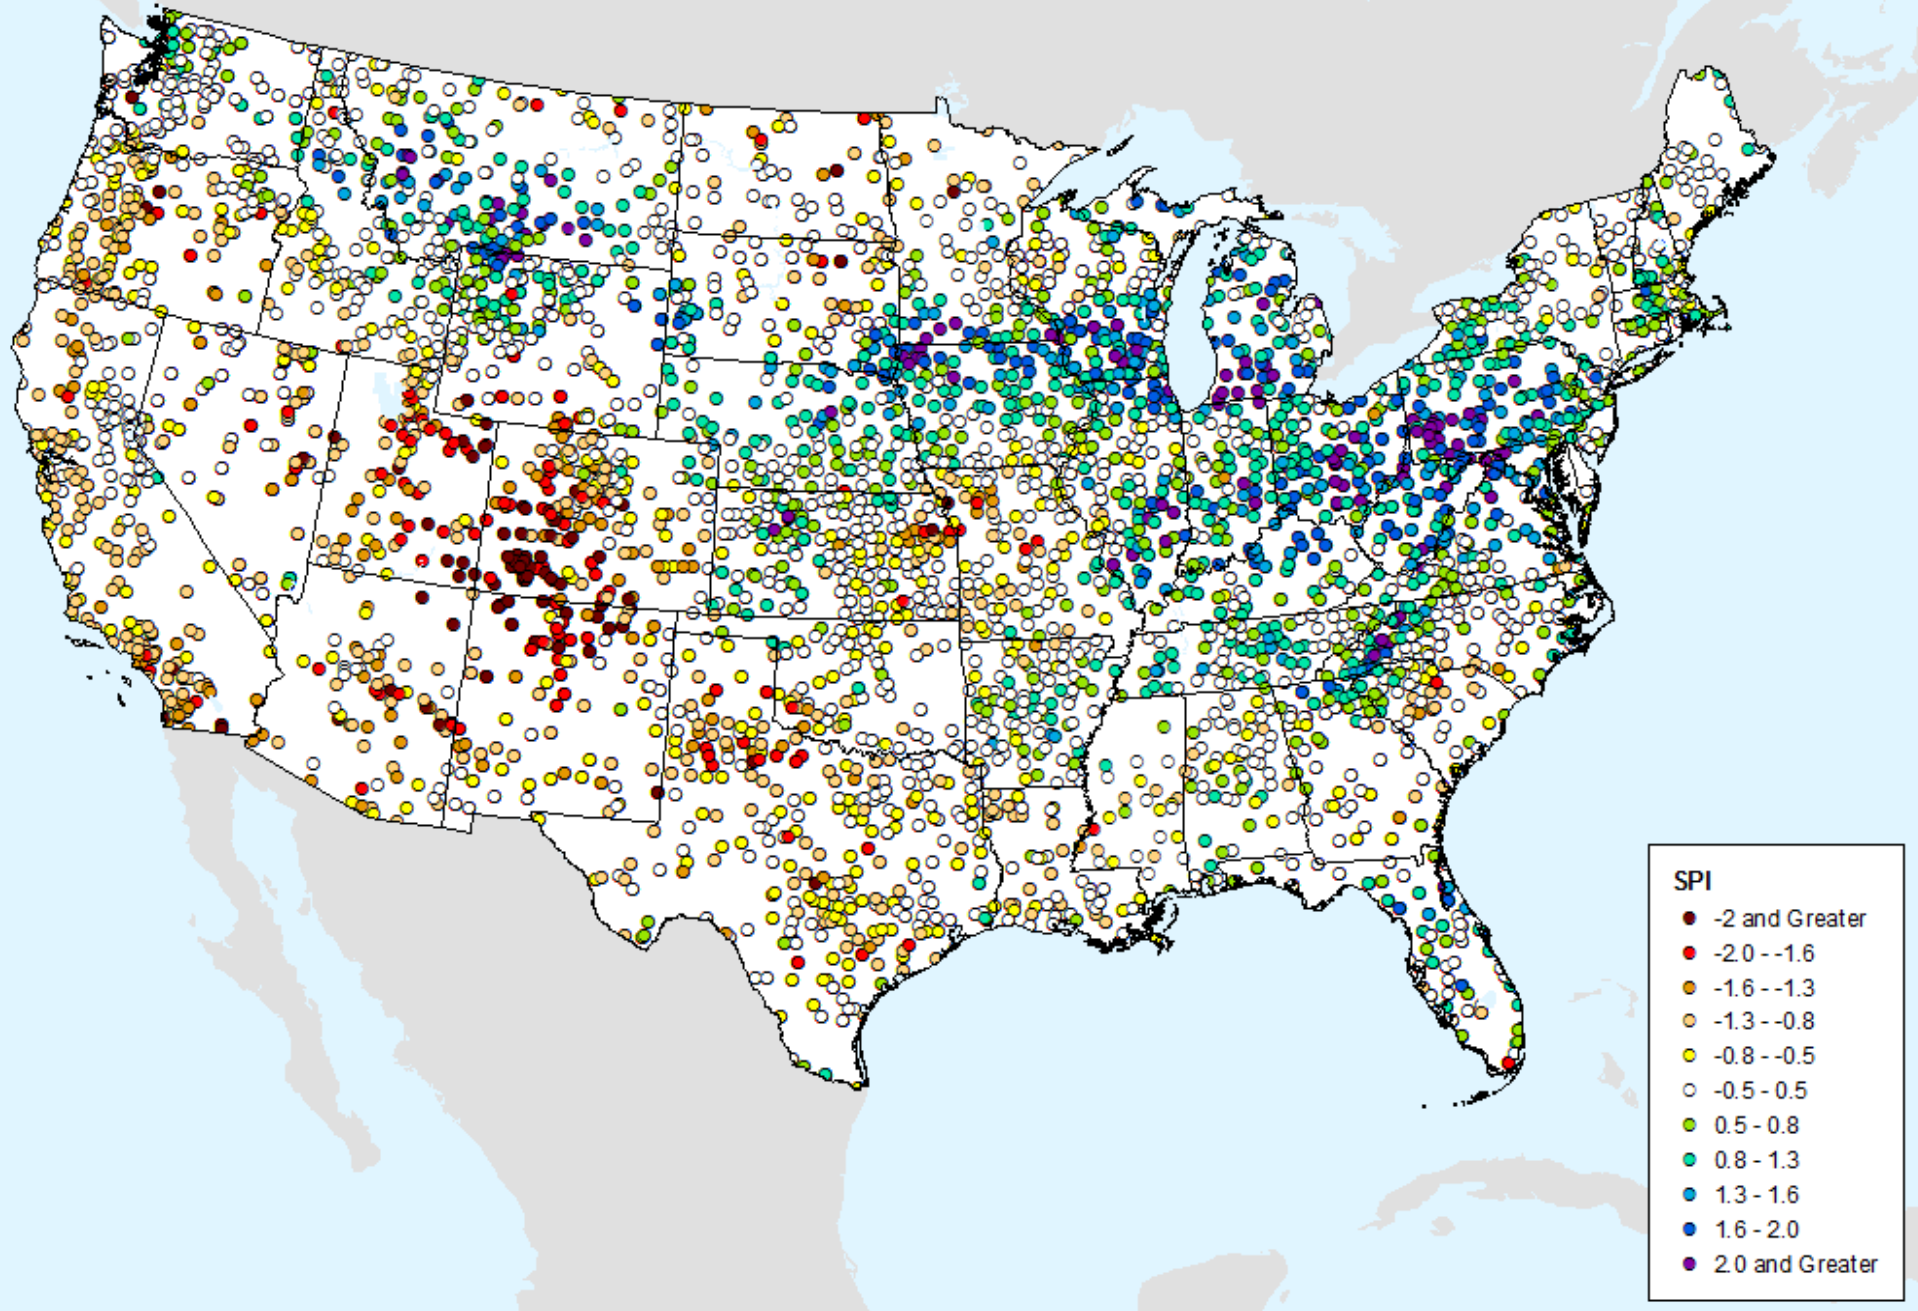 SPI
-2 and Greater
-2.0 - -1.6
-1.6 - -1.3
-1.3 - -0.8
-0.8 - -0.5
-0.5 - 0.5
0.5 - 0.8
0.8 - 1.3
1.3 - 1.6
1.6 - 2.0
2.0 and Greater